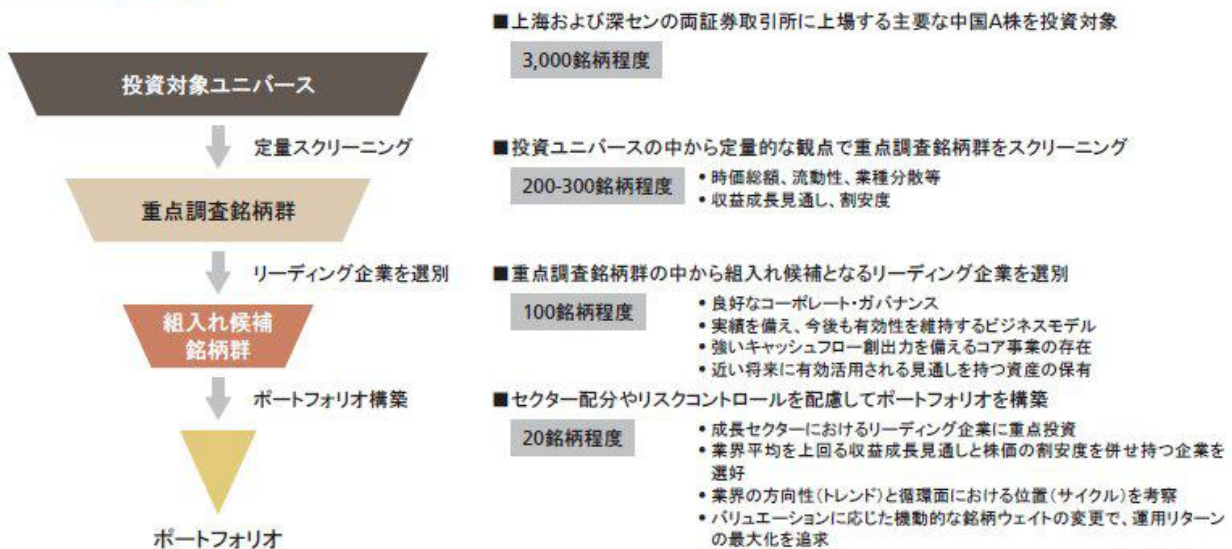 ■上海および深センの両証券取引所に上場する主要な中国A株を投資対象
3,000銘柄程度
投資対象ユニバース
定量スクリーニング
■投資ユニバースの中から定量的な観点で重点調査銘柄群をスクリーニング
200-300銘柄程度
• 時価総額、流動性、業種分散等
• 収益成長見通し、割安度
重点調査銘柄群
リーディング企業を選別
■重点調査銘柄群の中から組入れ候補となるリーディング企業を選別
100銘柄程度
• 良好なコーポレート・ガバナンス
• 実績を備え、今後も有効性を維持するビジネスモデル
• 強いキャッシュフロー創出力を備えるコア事業の存在
• 近い将来に有効活用される見通しを持つ資産の保有
組入れ候補
銘柄群
ポートフォリオ構築
■セクター配分やリスクコントロールを配慮してポートフォリオを構築
20銘柄程度
• 成長セクターにおけるリーディング企業に重点投資
• 業界平均を上回る収益成長見通しと株価の割安度を併せ持つ企業を
選好
• 業界の方向性(トレンド)と循環面における位置(サイクル)を考察
• バリュエーションに応じた機動的な銘柄ウェイトの変更で、運用リターン
の最大化を追求
ポートフォリオ